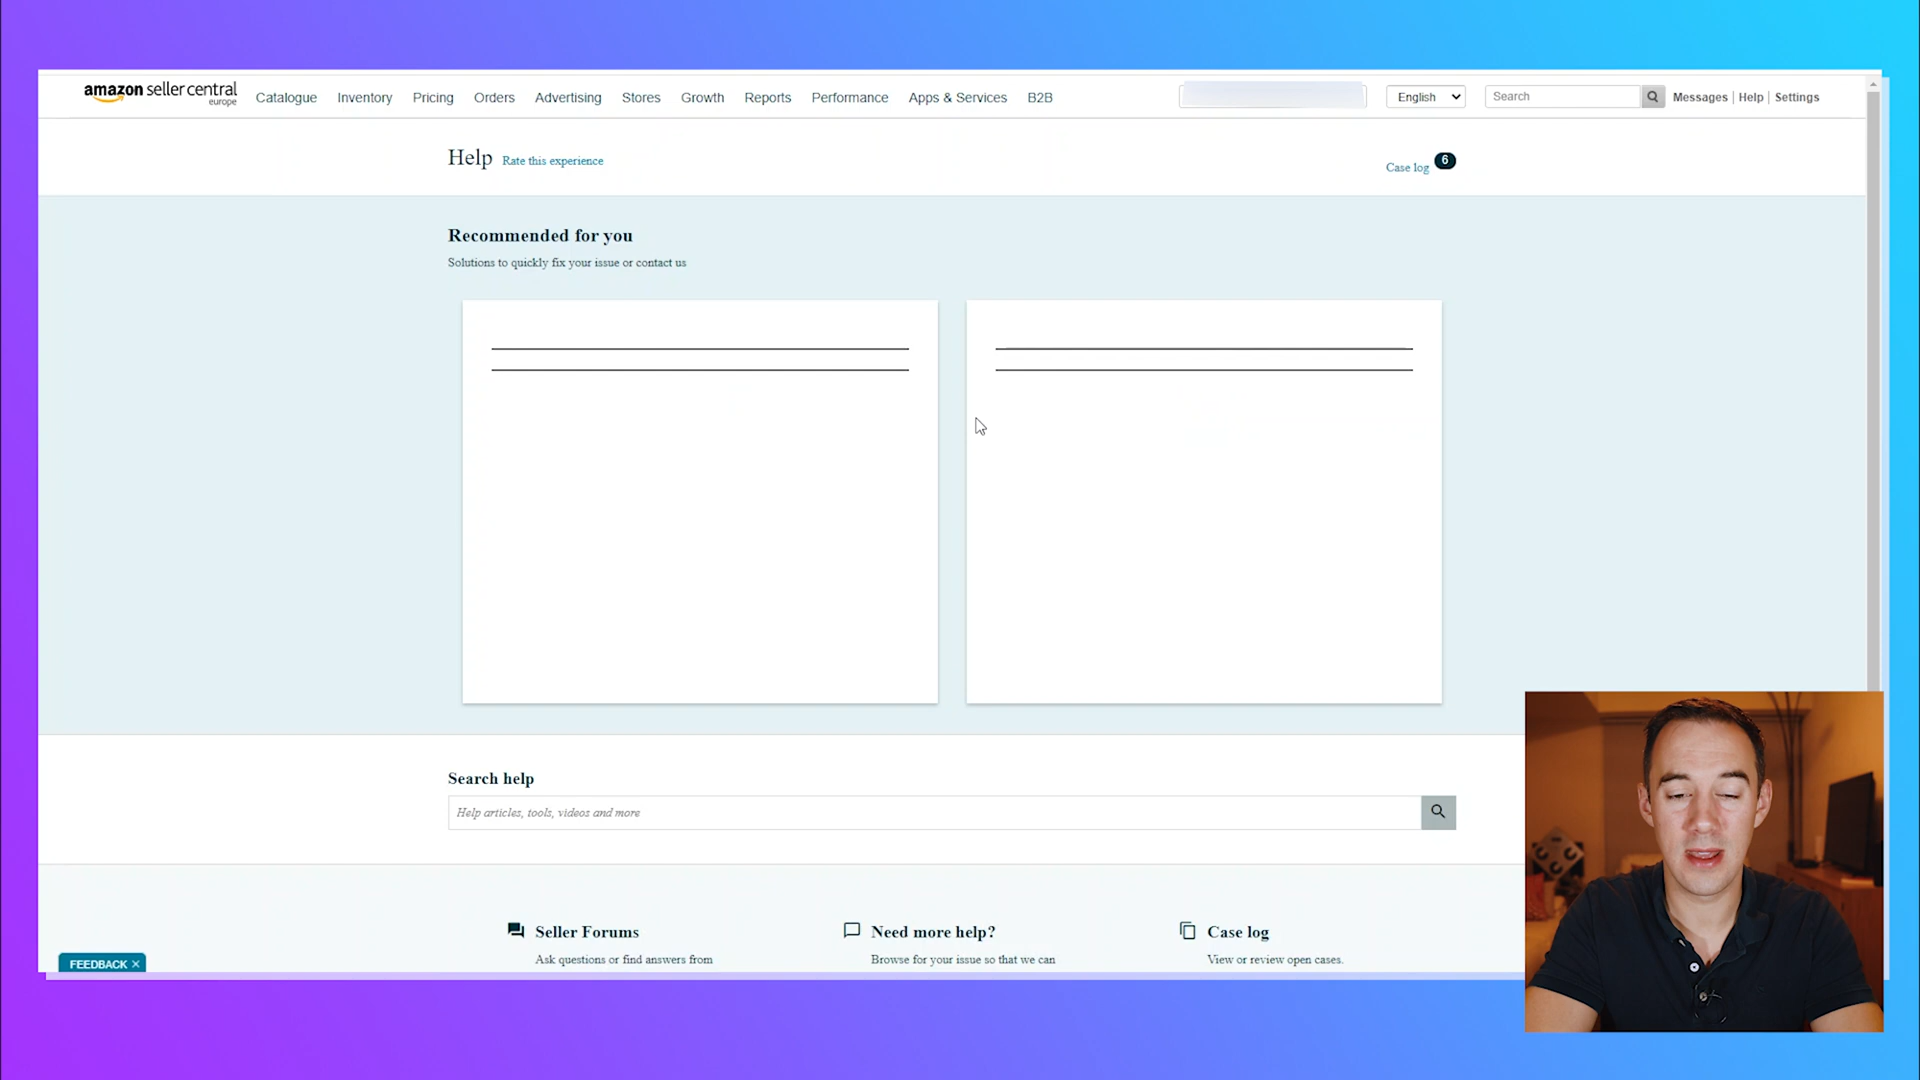 amazon seller central
europe
Catalogue Inventory Pricing Orders Advertising Stores Growth Reports Performance Apps & Services B2B
English
Search
Messages | Help | Settings
Help Rate this experience
Case log 6
Recommended for you
Solutions to quickly fix your issue or contact us
Search help
Help articles, tools, videos and more
Seller Forums
Ask questions or find answers from
Need more help?
Browse for your issue so that we can
Case log
View or review open cases.
FEEDBACK ×